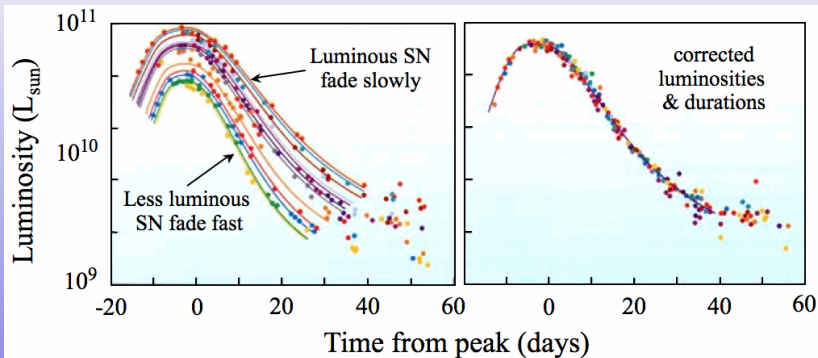 10¹¹
10¹⁰
10⁹
Luminosity (L_sun)
Luminous SN
fade slowly
Less luminous
SN fade fast
corrected
luminosities
& durations
-20 0 20 40 60
0 20 40 60
Time from peak (days)